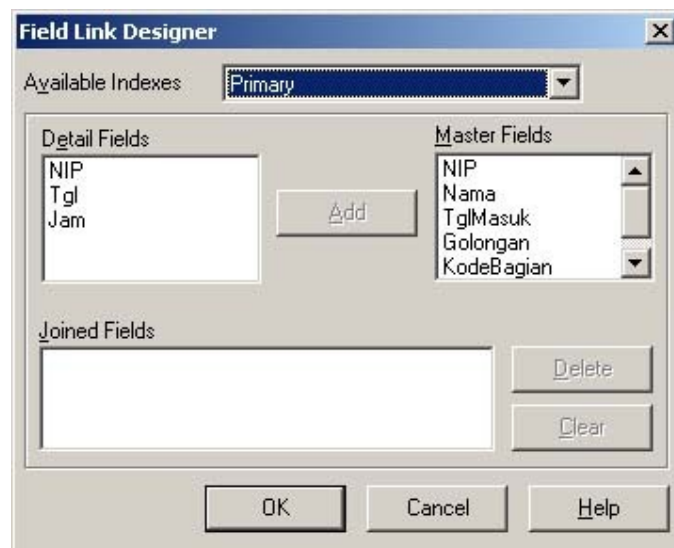 Field Link Designer
Available Indexes Primary
Detail Fields
NIP
Tgl
Jam
Add
Master Fields
NIP
Nama
TglMasuk
Golongan
KodeBagian
Joined Fields
Delete
Clear
OK Cancel Help